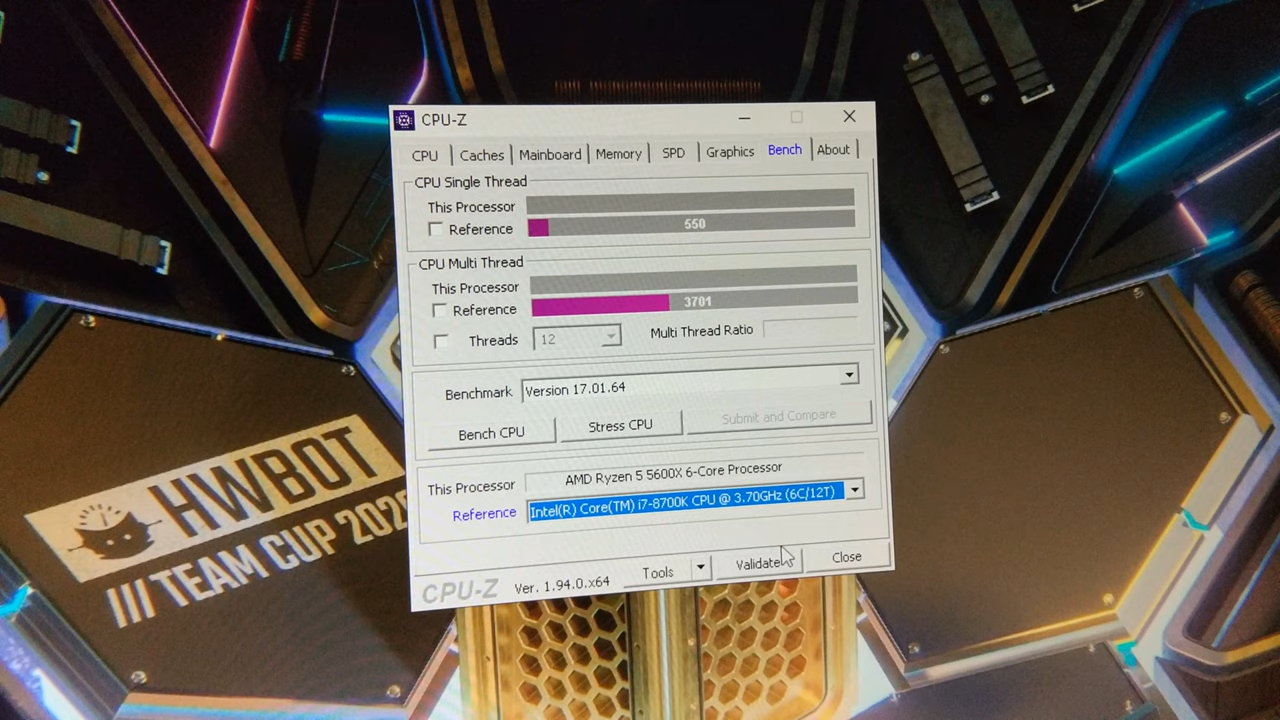 CPU-Z
CPU Caches Mainboard Memory SPD Graphics Bench About
CPU Single Thread
This Processor
Reference 550
CPU Multi Thread
This Processor
Reference 3701
Threads 12 Multi Thread Ratio
Benchmark Version 17.01.64
Bench CPU Stress CPU Submit and Compare
This Processor AMD Ryzen 5 5600X 6-Core Processor
Reference Intel(R) Core(TM) i7-8700K CPU @ 3.70GHz (6C/12T)
CPU-Z Ver. 1.94.0.x64 Tools Validate Close
HWBOT
/// TEAM CUP